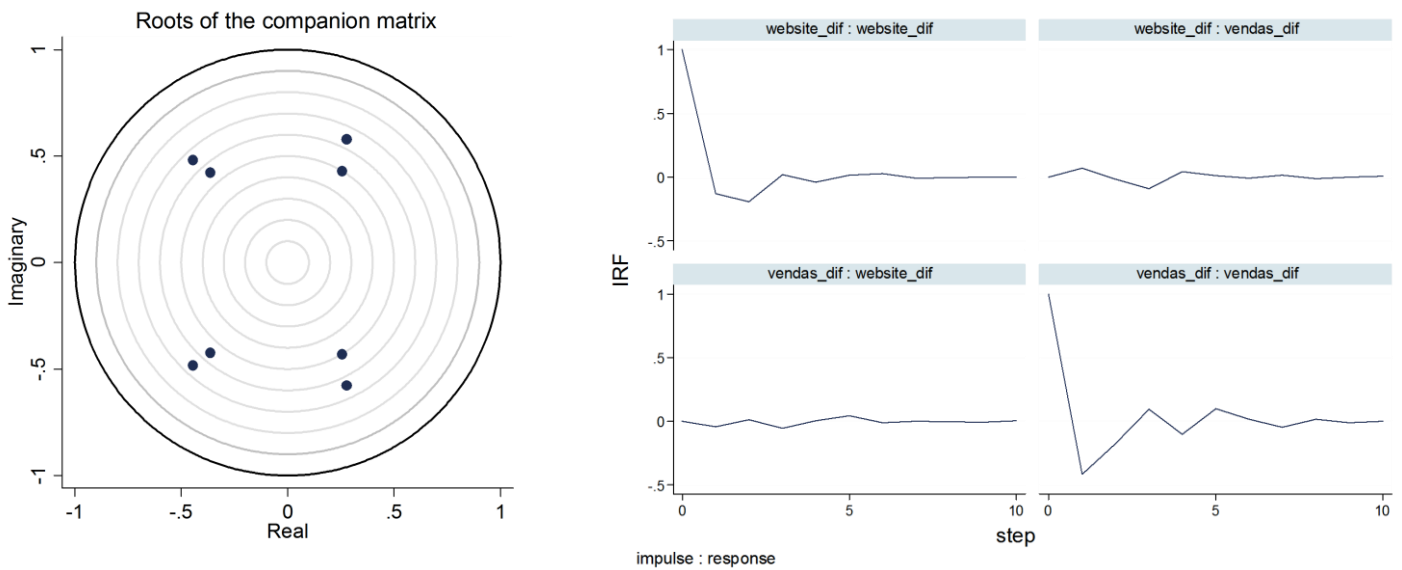 Roots of the companion matrix
Imaginary
1
.5
0
-.5
-1
-1
-.5
0
.5
1
Real
website_dif : website_dif
website_dif : vendas_dif
vendas_dif : website_dif
vendas_dif : vendas_dif
IRF
1
.5
0
-.5
1
.5
0
-.5
0
5
10
0
5
10
step
impulse : response